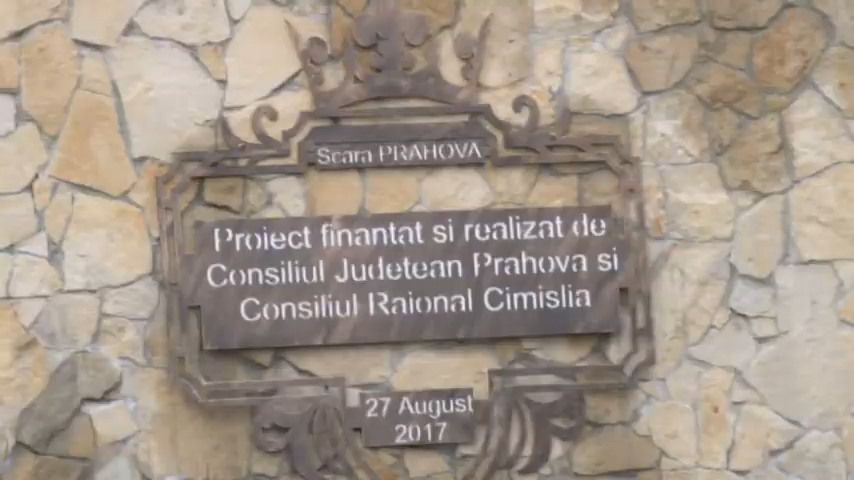 Scara PRAHOVA
Proiect finantat si realizat de
Consiliul Judetean Prahova si
Consiliul Raional Cimislia
27 August
2017